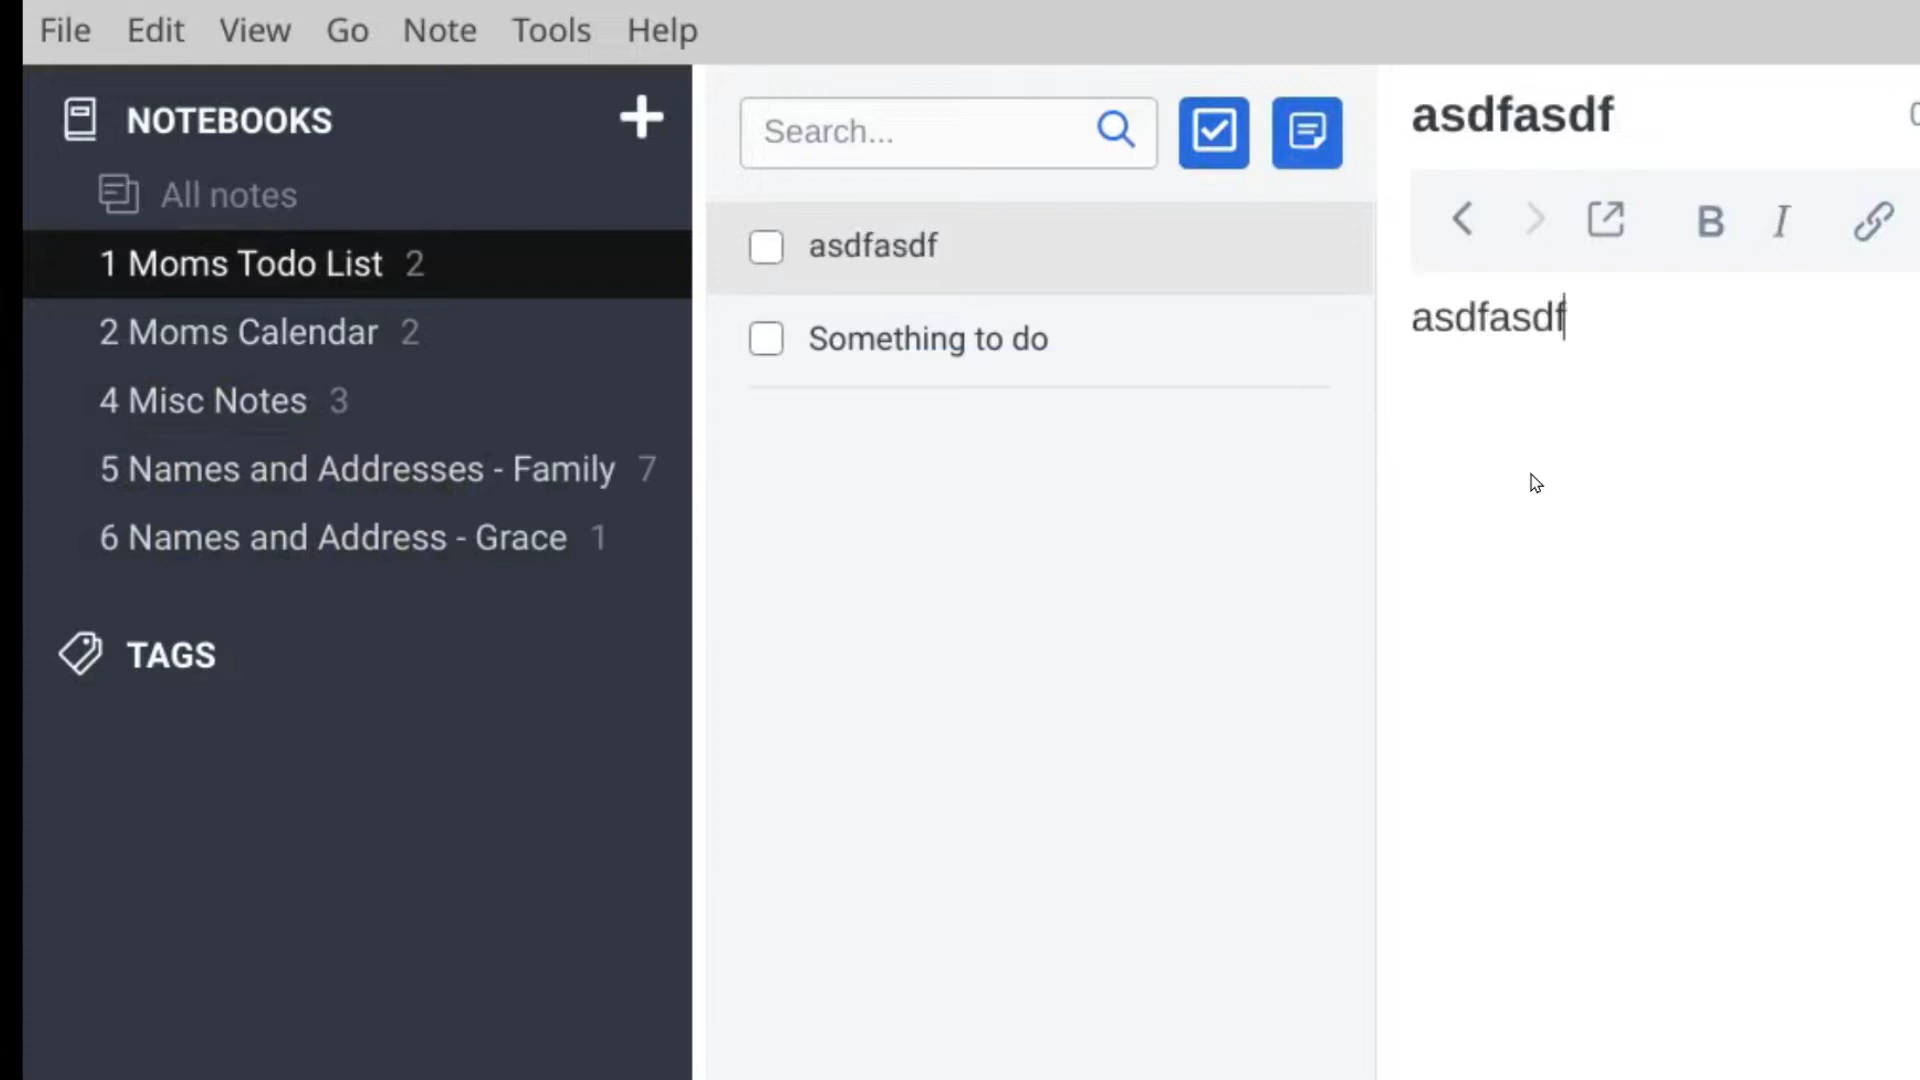 File Edit View Go Note Tools Help
NOTEBOOKS
All notes
1 Moms Todo List 2
2 Moms Calendar 2
4 Misc Notes 3
5 Names and Addresses - Family 7
6 Names and Address - Grace 1
TAGS
Search...
asdfasdf
Something to do
asdfasdf
B I
asdfasdf